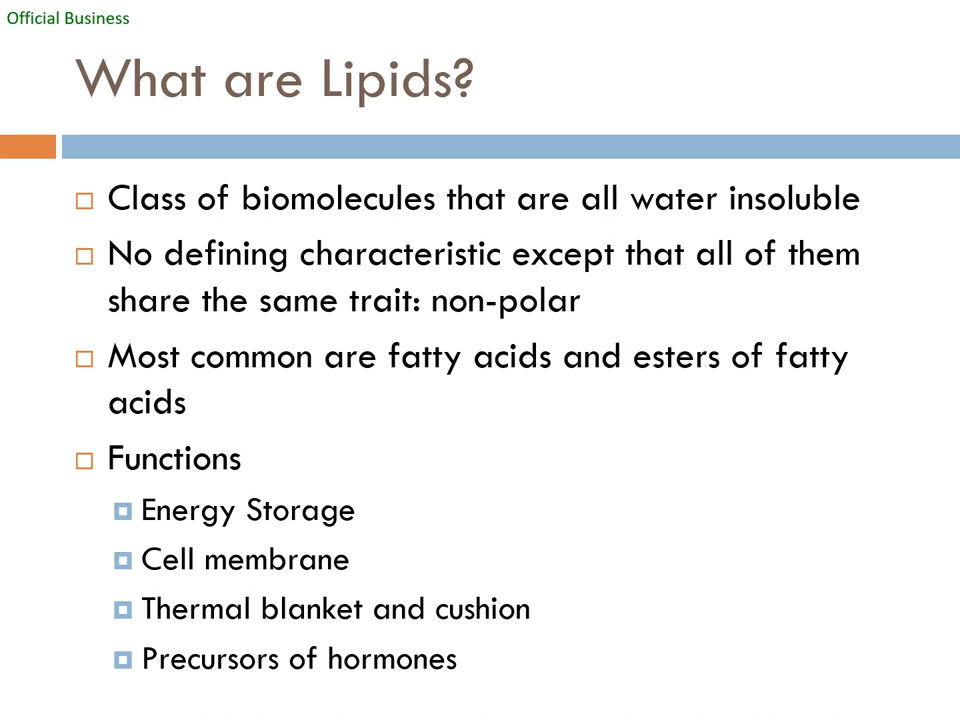 Official Business
What are Lipids?
Class of biomolecules that are all water insoluble
No defining characteristic except that all of them
share the same trait: non-polar
Most common are fatty acids and esters of fatty
acids
Functions
Energy Storage
Cell membrane
Thermal blanket and cushion
Precursors of hormones